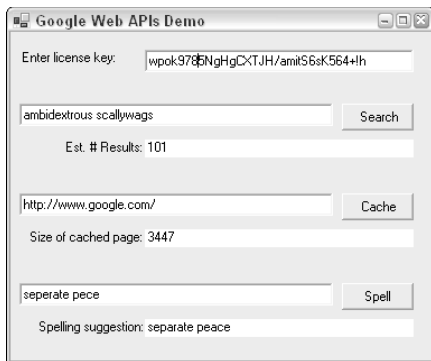 Google Web APIs Demo
Enter license key: wpok9785NgHgCXTJH/amitS6sK564+!h
ambidextrous scallywags Search
Est. # Results: 101
http://www.google.com/ Cache
Size of cached page: 3447
seperate pece Spell
Spelling suggestion: separate peace